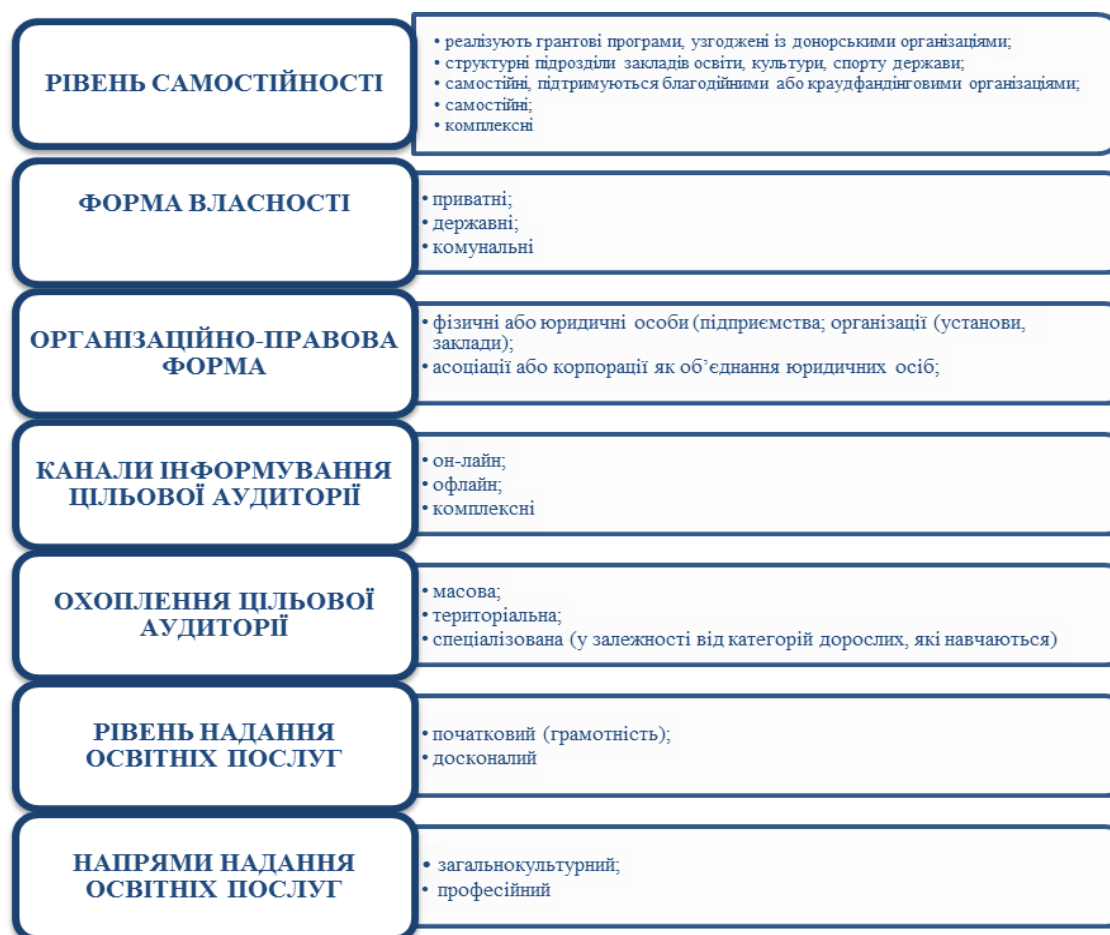 РІВЕНЬ САМОСТІЙНОСТІ
• реалізують грантові програми, узгоджені із донорськими організаціями;
• структурні підрозділи закладів освіти, культури, спорту держави;
• самостійні, підтримуються благодійними або краудфандінговими організаціями;
• самостійні;
• комплексні
ФОРМА ВЛАСНОСТІ
• приватні;
• державні;
• комунальні
ОРГАНІЗАЦІЙНО-ПРАВОВА
ФОРМА
• фізичні або юридичні особи (підприємства; організації (установи,
заклади);
• асоціації або корпорації як об’єднання юридичних осіб;
КАНАЛИ ІНФОРМУВАННЯ
ЦІЛЬОВОЇ АУДИТОРІЇ
• он-лайн;
• офлайн;
• комплексні
ОХОПЛЕННЯ ЦІЛЬОВОЇ
АУДИТОРІЇ
• масова;
• територіальна;
• спеціалізована (у залежності від категорій дорослих, які навчаються)
РІВЕНЬ НАДАННЯ
ОСВІТНІХ ПОСЛУГ
• початковий (грамотність);
• досконалий
НАПРЯМИ НАДАННЯ
ОСВІТНІХ ПОСЛУГ
• загальнокультурний;
• професійний